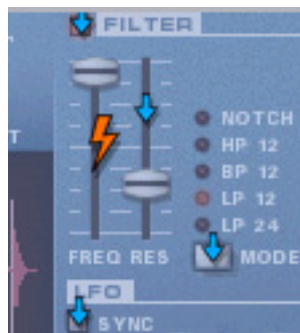 FILTER
T
NOTCH
HP 12
BP 12
LP 12
LP 24
FREQ RES
MODE
LFO
SYNC